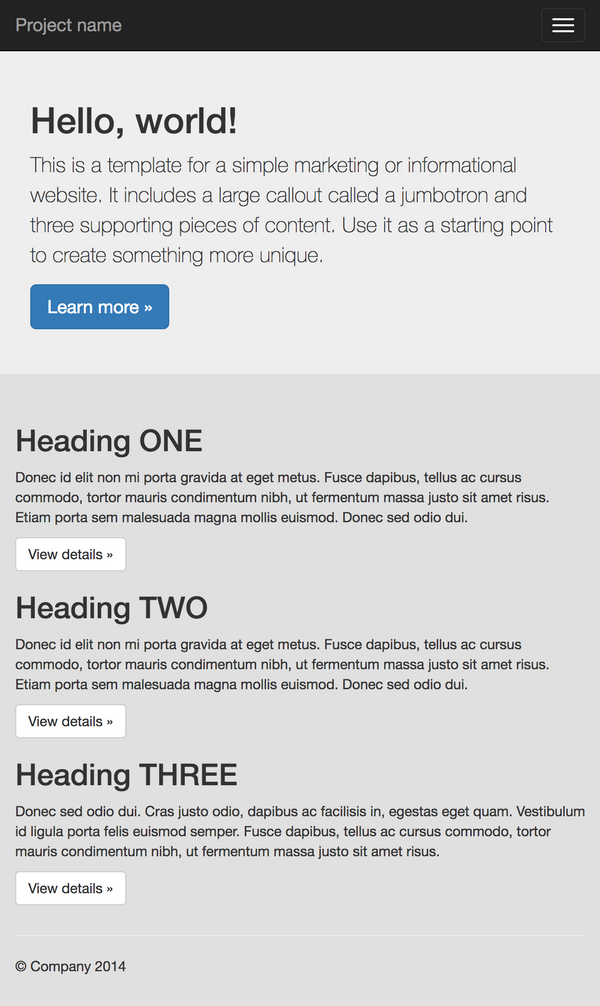 Project name
Hello, world!
This is a template for a simple marketing or informational
website. It includes a large callout called a jumbotron and
three supporting pieces of content. Use it as a starting point
to create something more unique.
Learn more »
Heading ONE
Donec id elit non mi porta gravida at eget metus. Fusce dapibus, tellus ac cursus
commodo, tortor mauris condimentum nibh, ut fermentum massa justo sit amet risus.
Etiam porta sem malesuada magna mollis euismod. Donec sed odio dui.
View details »
Heading TWO
Donec id elit non mi porta gravida at eget metus. Fusce dapibus, tellus ac cursus
commodo, tortor mauris condimentum nibh, ut fermentum massa justo sit amet risus.
Etiam porta sem malesuada magna mollis euismod. Donec sed odio dui.
View details »
Heading THREE
Donec sed odio dui. Cras justo odio, dapibus ac facilisis in, egestas eget quam. Vestibulum
id ligula porta felis euismod semper. Fusce dapibus, tellus ac cursus commodo, tortor
mauris condimentum nibh, ut fermentum massa justo sit amet risus.
View details »
© Company 2014